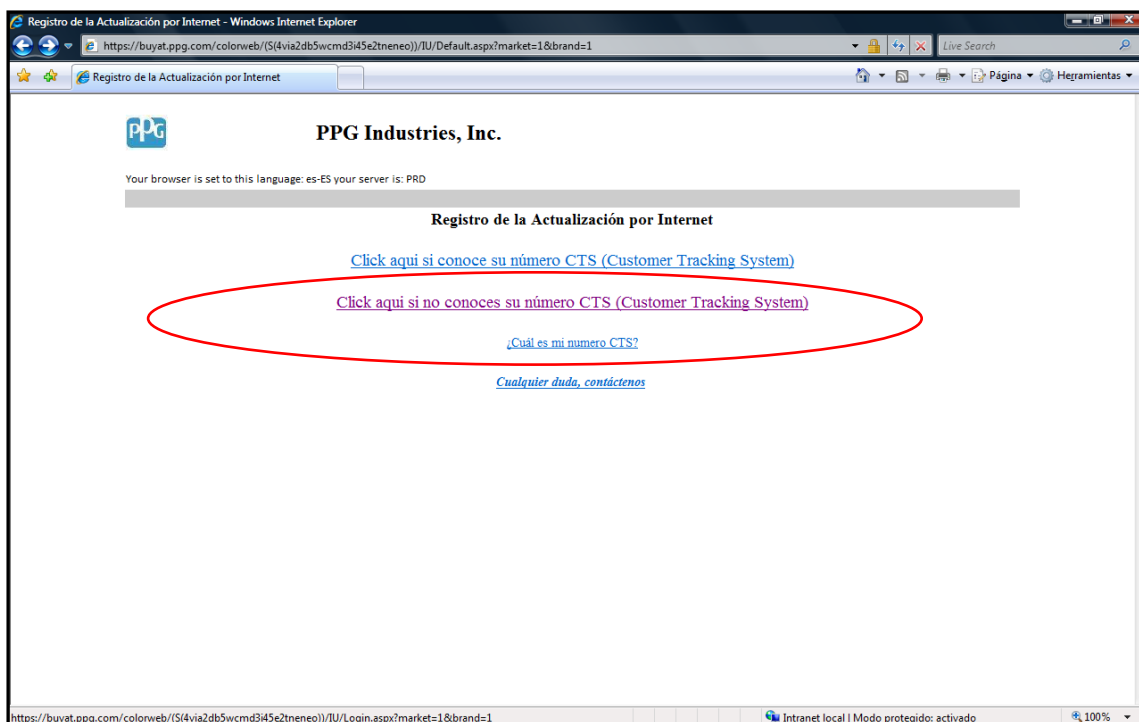 Registro de la Actualización por Internet - Windows Internet Explorer
https://buyat.ppg.com/colorweb/(S(4via2db5wcmd3i45e2tneneo))/IU/Default.aspx?market=1&brand=1
Live Search
Registro de la Actualización por Internet
Página
Herramientas
PPG
PPG Industries, Inc.
Your browser is set to this language: es-ES your server is: PRD
Registro de la Actualización por Internet
Click aqui si conoce su número CTS (Customer Tracking System)
Click aqui si no conoces su número CTS (Customer Tracking System)
¿Cuál es mi numero CTS?
Cualquier duda, contáctenos
https://buyat.ppg.com/colorweb/(S(4via2db5wcmd3i45e2tneneo))/IU/Login.aspx?market=1&brand=1
Intranet local | Modo protegido: activado
100%